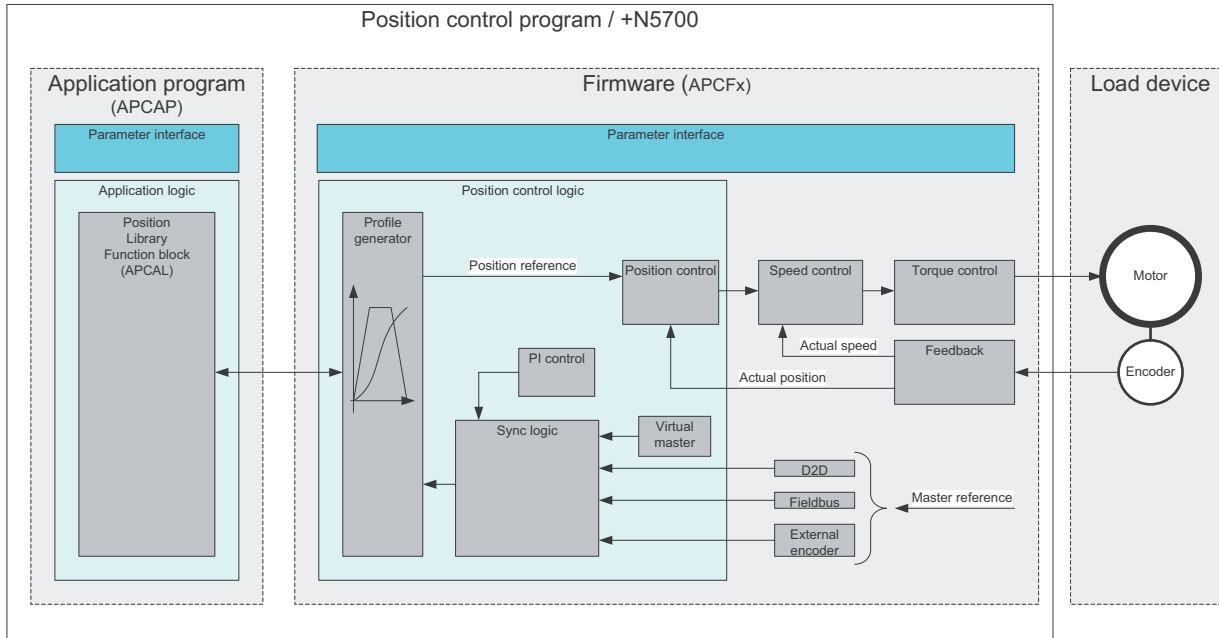 Position control program / +N5700
Application program
(APCAP)
Parameter interface
Application logic
Position
Library
Function block
(APCAL)
Firmware (APCFx)
Parameter interface
Position control logic
Profile
generator
Position reference
Position control
Speed control
Torque control
Actual speed
Feedback
Actual position
PI control
Sync logic
Virtual
master
D2D
Fieldbus
External
encoder
Master reference
Load device
Motor
Encoder